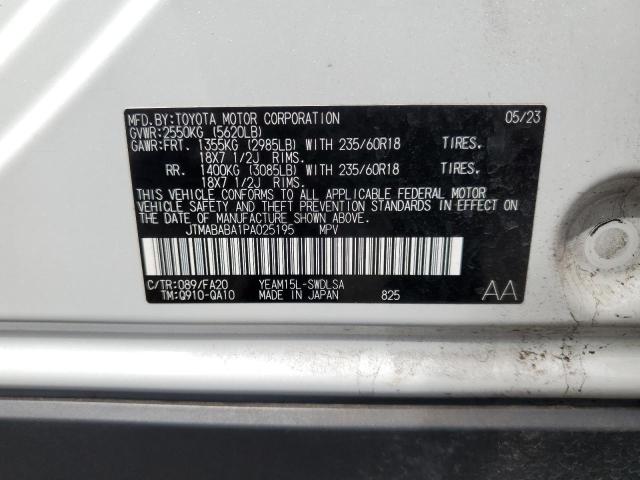 MFD.BY:TOYOTA MOTOR CORPORATION 05/23
GVWR:2550KG (5620LB)
GAWR:FRT. 1355KG (2985LB) WITH 235/60R18 TIRES.
18X7 1/2J RIMS.
RR. 1400KG (3085LB) WITH 235/60R18 TIRES.
18X7 1/2J RIMS.
THIS VEHICLE CONFORMS TO ALL APPLICABLE FEDERAL MOTOR
VEHICLE SAFETY AND THEFT PREVENTION STANDARDS IN EFFECT ON
THE DATE OF MANUFACTURE SHOWN ABOVE.
JTMABABA1PA025195 MPV
C/TR:089/FA20 YEAM15L-SWDLSA
TM:Q910-QA10 MADE IN JAPAN 825 AA